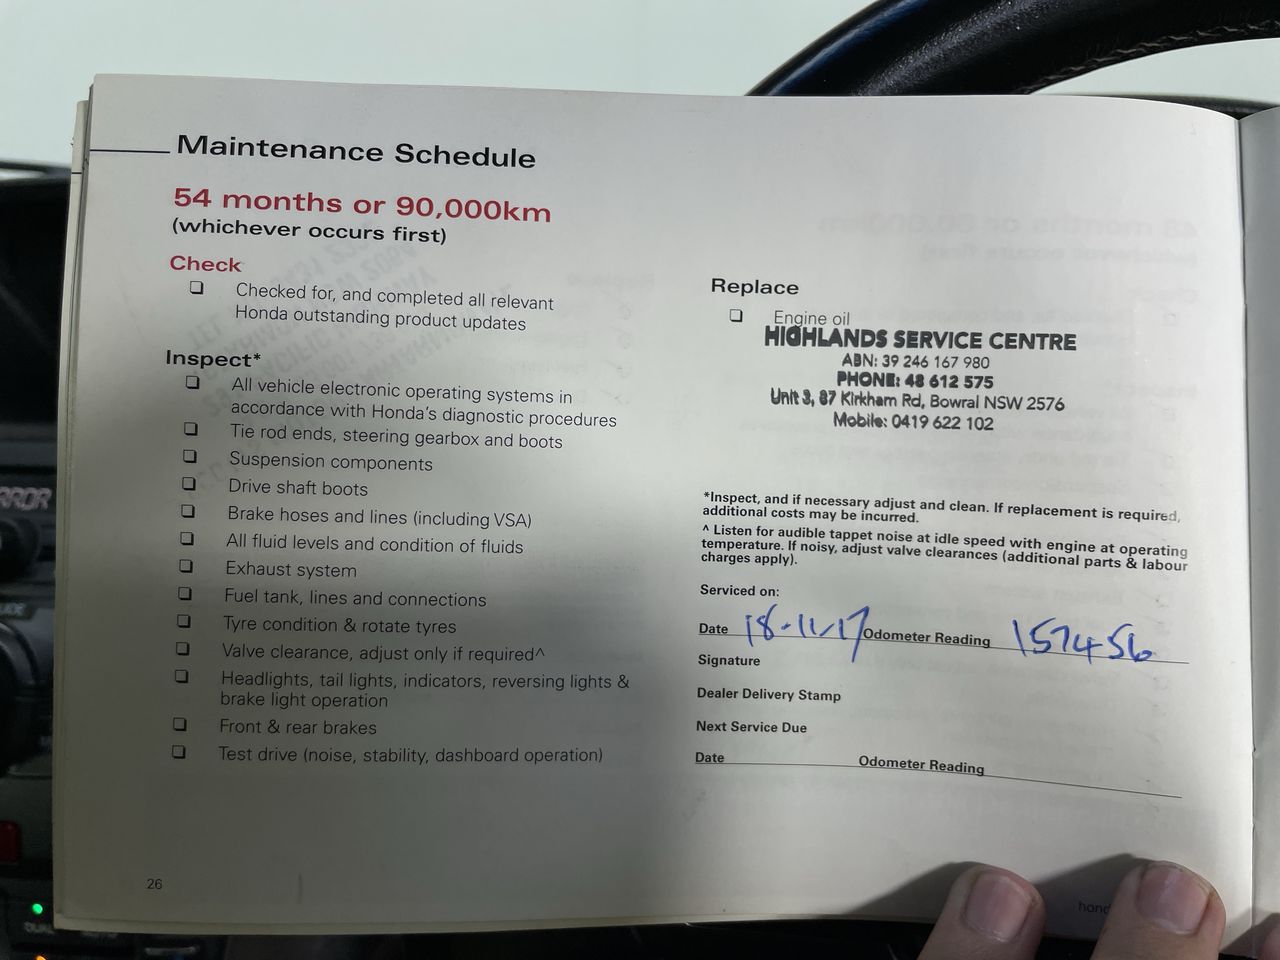 Maintenance Schedule
54 months or 90,000km
(whichever occurs first)
Check
Checked for, and completed all relevant
Honda outstanding product updates
Inspect*
All vehicle electronic operating systems in
accordance with Honda's diagnostic procedures
Tie rod ends, steering gearbox and boots
Suspension components
Drive shaft boots
Brake hoses and lines (including VSA)
All fluid levels and condition of fluids
Exhaust system
Fuel tank, lines and connections
Tyre condition & rotate tyres
Valve clearance, adjust only if required^
Headlights, tail lights, indicators, reversing lights &
brake light operation
Front & rear brakes
Test drive (noise, stability, dashboard operation)
26
Replace
Engine oil
HIGHLANDS SERVICE CENTRE
ABN: 39 246 167 980
PHONE: 48 612 575
Unit 3, 87 Kirkham Rd, Bowral NSW 2576
Mobile: 0419 622 102
*Inspect, and if necessary adjust and clean. If replacement is required,
additional costs may be incurred.
^ Listen for audible tappet noise at idle speed with engine at operating
temperature. If noisy, adjust valve clearances (additional parts & labour
charges apply).
Serviced on:
Date 18-11-17 Odometer Reading 157456
Signature
Dealer Delivery Stamp
Next Service Due
Date Odometer Reading